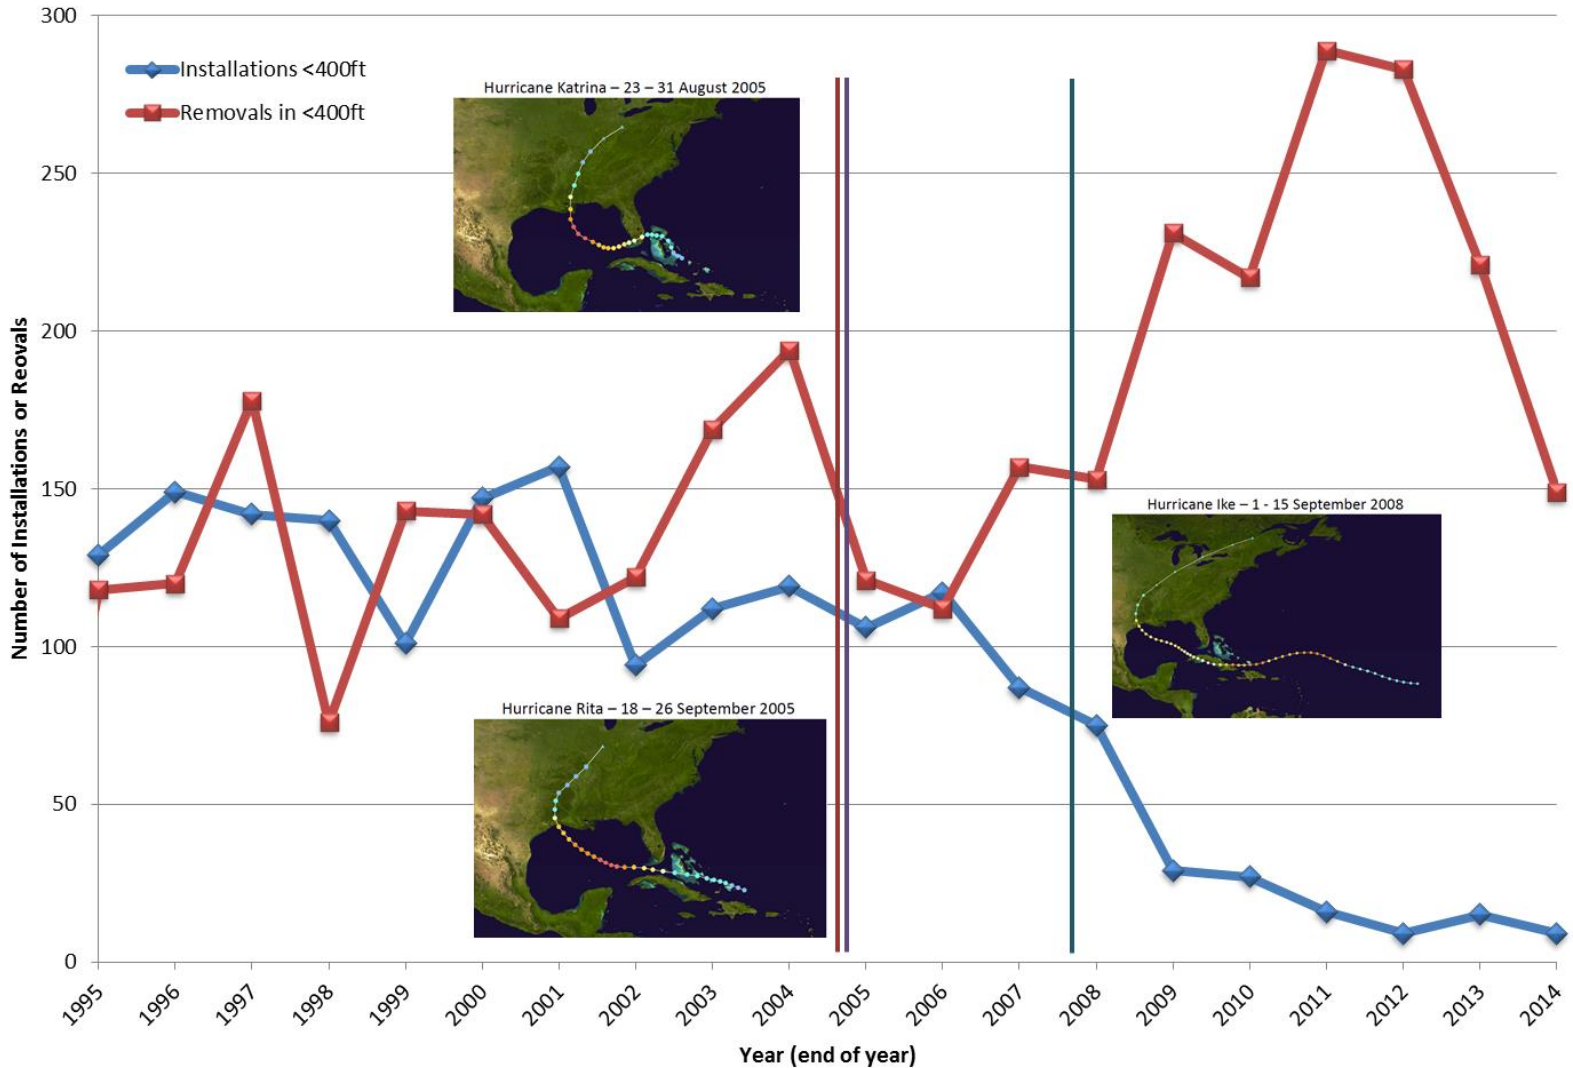 300
250
200
150
100
50
0
Number of Installations or Reovals
Installations <400ft
Removals in <400ft
Hurricane Katrina – 23 – 31 August 2005
Hurricane Ike – 1 - 15 September 2008
Hurricane Rita – 18 – 26 September 2005
1995 1996 1997 1998 1999 2000 2001 2002 2003 2004 2005 2006 2007 2008 2009 2010 2011 2012 2013 2014
Year (end of year)